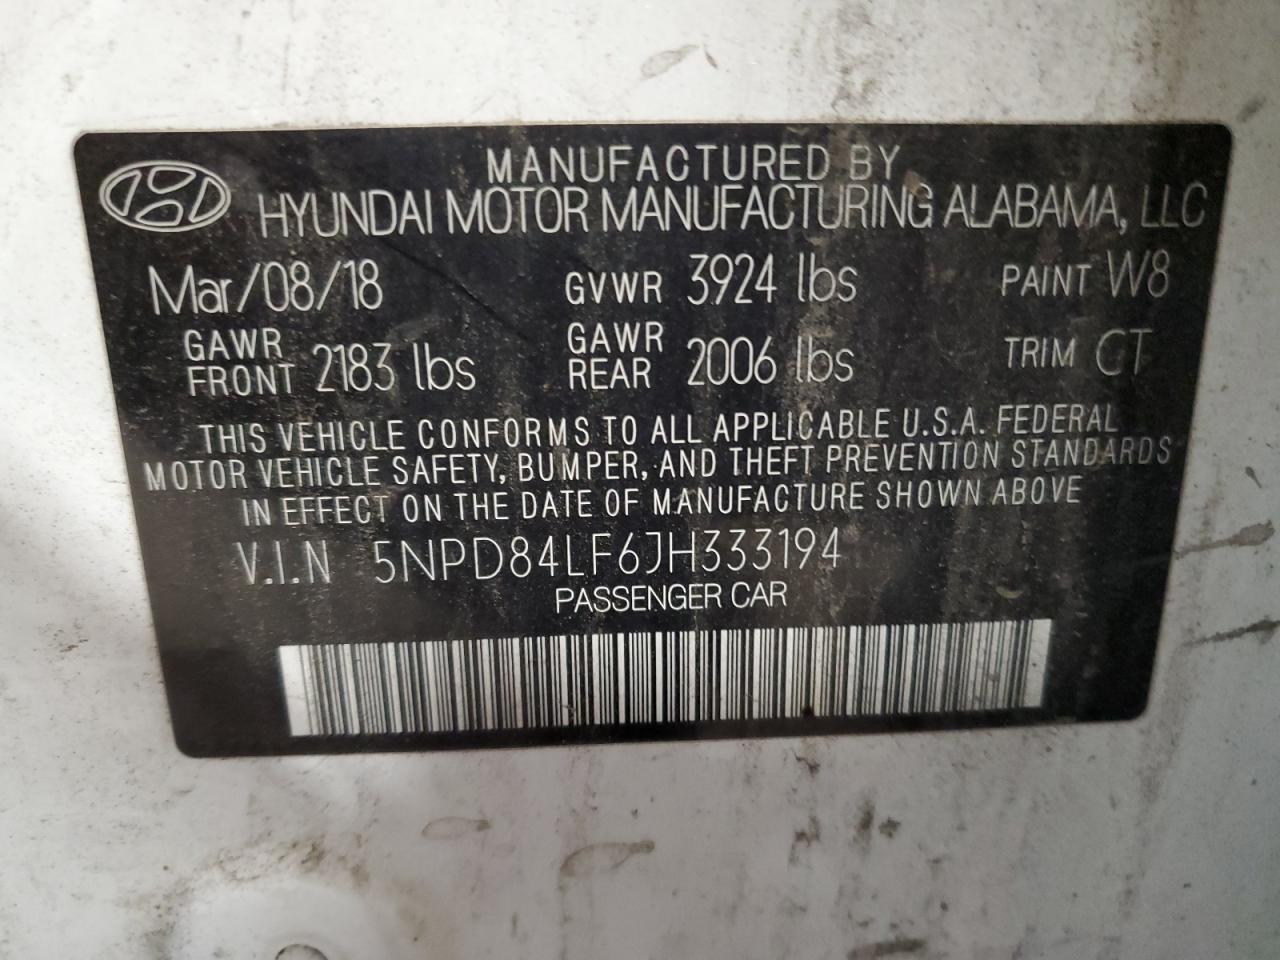 MANUFACTURED BY
HYUNDAI MOTOR MANUFACTURING ALABAMA, LLC
Mar/08/18 GVWR 3924 lbs PAINT W8
GAWR FRONT 2183 lbs GAWR REAR 2006 lbs TRIM CT
THIS VEHICLE CONFORMS TO ALL APPLICABLE U.S.A. FEDERAL
MOTOR VEHICLE SAFETY, BUMPER, AND THEFT PREVENTION STANDARDS
IN EFFECT ON THE DATE OF MANUFACTURE SHOWN ABOVE
V.I.N 5NPD84LF6JH333194
PASSENGER CAR